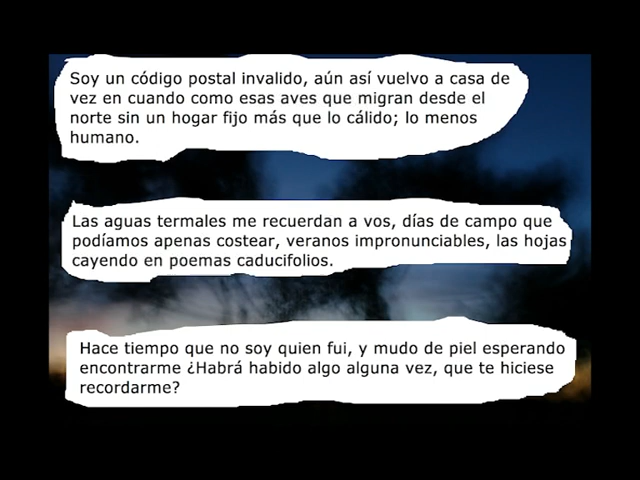 Soy un código postal invalido, aún así vuelvo a casa de
vez en cuando como esas aves que migran desde el
norte sin un hogar fijo más que lo cálido; lo menos
humano.
Las aguas termales me recuerdan a vos, días de campo que
podíamos apenas costear, veranos impronunciables, las hojas
cayendo en poemas caducifolios.
Hace tiempo que no soy quien fui, y mudo de piel esperando
encontrarme ¿Habrá habido algo alguna vez, que te hiciese
recordarme?